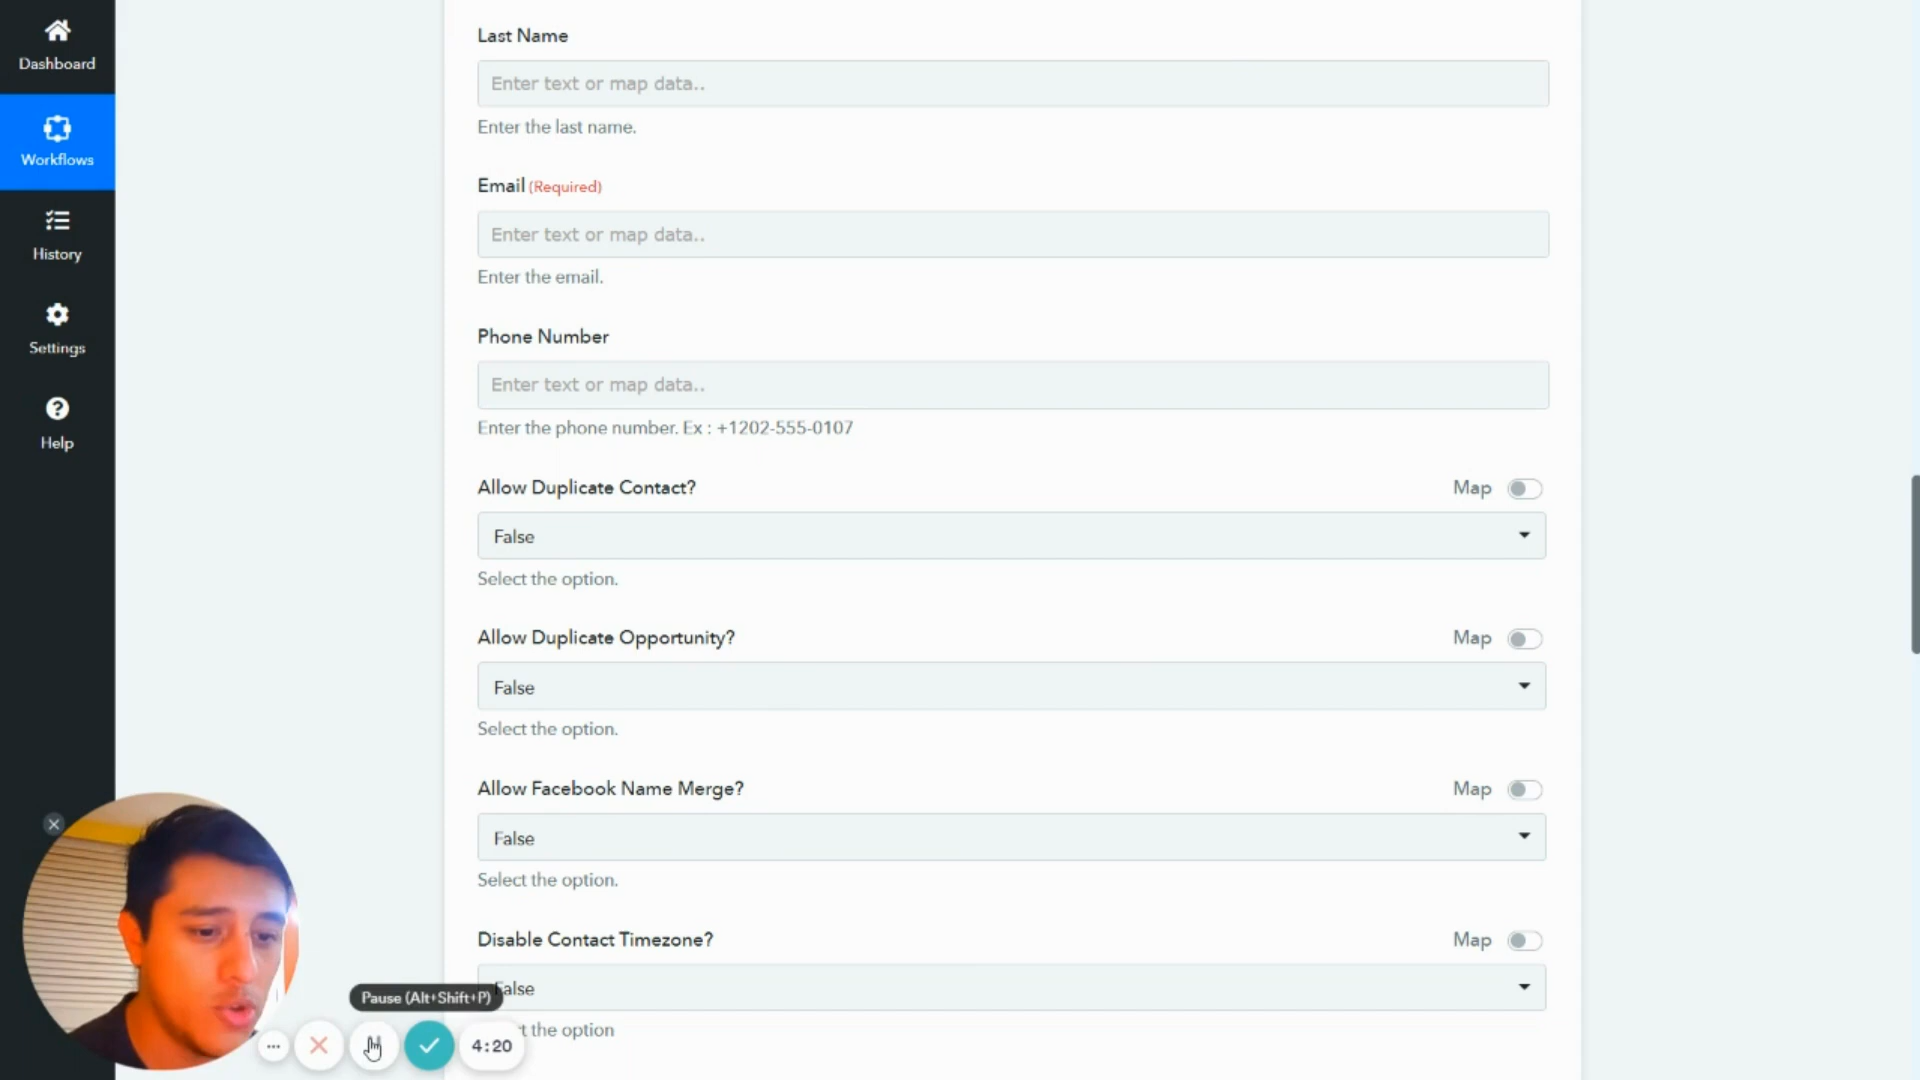 Dashboard
Workflows
History
Settings
Help
Last Name
Enter text or map data..
Enter the last name.
Email (Required)
Enter text or map data..
Enter the email.
Phone Number
Enter text or map data..
Enter the phone number. Ex : +1202-555-0107
Allow Duplicate Contact?
Map
False
Select the option.
Allow Duplicate Opportunity?
Map
False
Select the option.
Allow Facebook Name Merge?
Map
False
Select the option.
Disable Contact Timezone?
Map
False
Pause (Alt+Shift+P)
the option
4:20